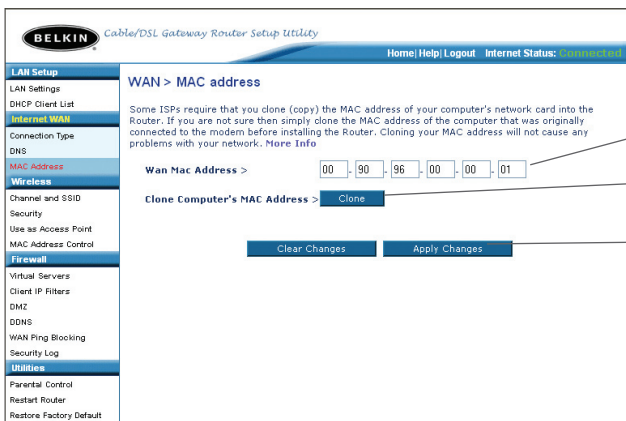 BELKIN
Cable/DSL Gateway Router Setup Utility
Home| Help| Logout Internet Status: Connected
LAN Setup
LAN Settings
DHCP Client List
Internet WAN
Connection Type
DNS
MAC Address
Wireless
Channel and SSID
Security
Use as Access Point
MAC Address Control
Firewall
Virtual Servers
Client IP Filters
DMZ
DDNS
WAN Ping Blocking
Security Log
Utilities
Parental Control
Restart Router
Restore Factory Default
WAN > MAC address
Some ISPs require that you clone (copy) the MAC address of your computer's network card into the
Router. If you are not sure then simply clone the MAC address of the computer that was originally
connected to the modem before installing the Router. Cloning your MAC address will not cause any
problems with your network. More Info
Wan Mac Address > 00 - 90 - 96 - 00 - 00 - 01
Clone Computer's MAC Address > Clone
Clear Changes Apply Changes